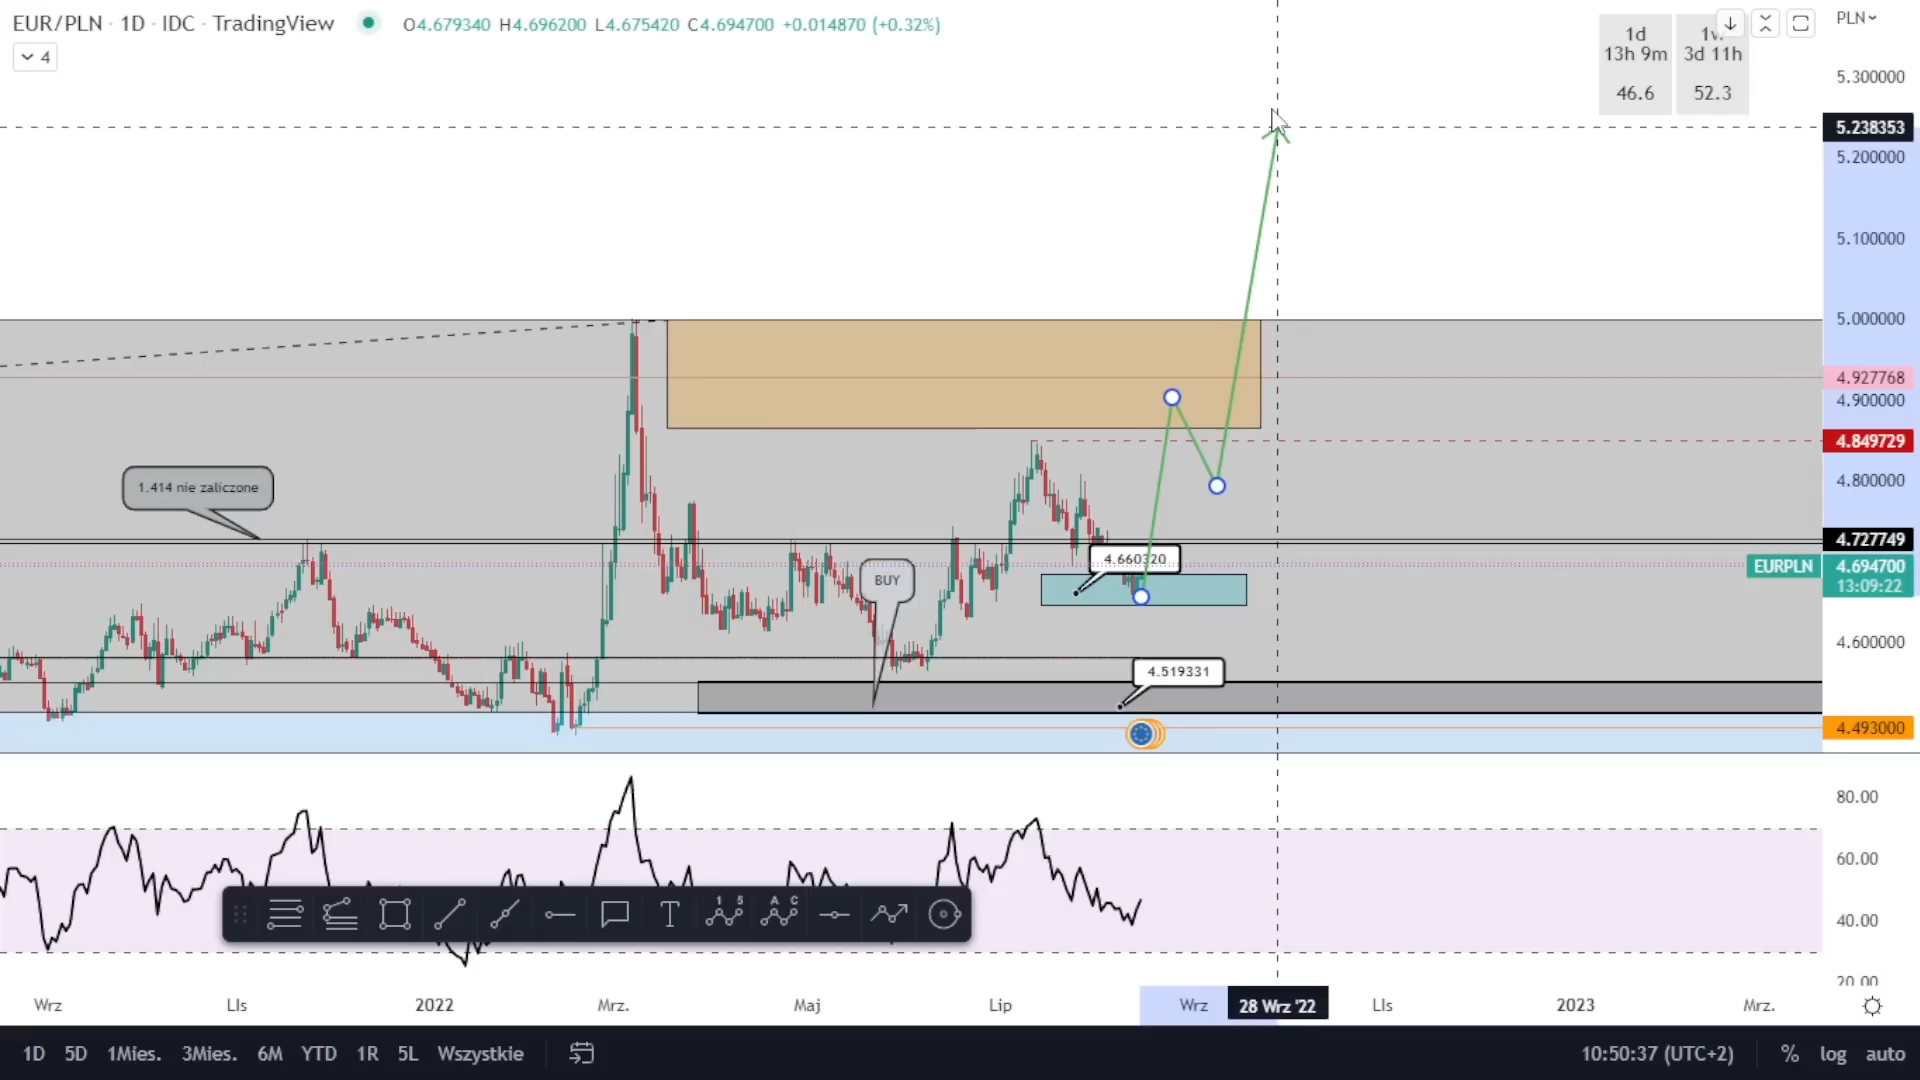 EUR/PLN · 1D · IDC · TradingView
O4.679340 H4.696200 L4.675420 C4.694700 +0.014870 (+0.32%)
4
1d
13h 9m
46.6
3d 11h
52.3
PLN
5.300000
5.238353
5.200000
5.100000
5.000000
4.927768
4.900000
4.849729
4.800000
4.727749
EURPLN
4.694700
13:09:22
4.600000
4.493000
1.414 nie zaliczone
BUY
4.660320
4.519331
80.00
60.00
40.00
20.00
1 5
A C
T
Wrz
LIs
2022
Mrz.
Maj
Lip
Wrz
28 Wrz '22
LIs
2023
Mrz.
1D 5D 1Mies. 3Mies. 6M YTD 1R 5L Wszystkie
10:50:37 (UTC+2)
% log auto